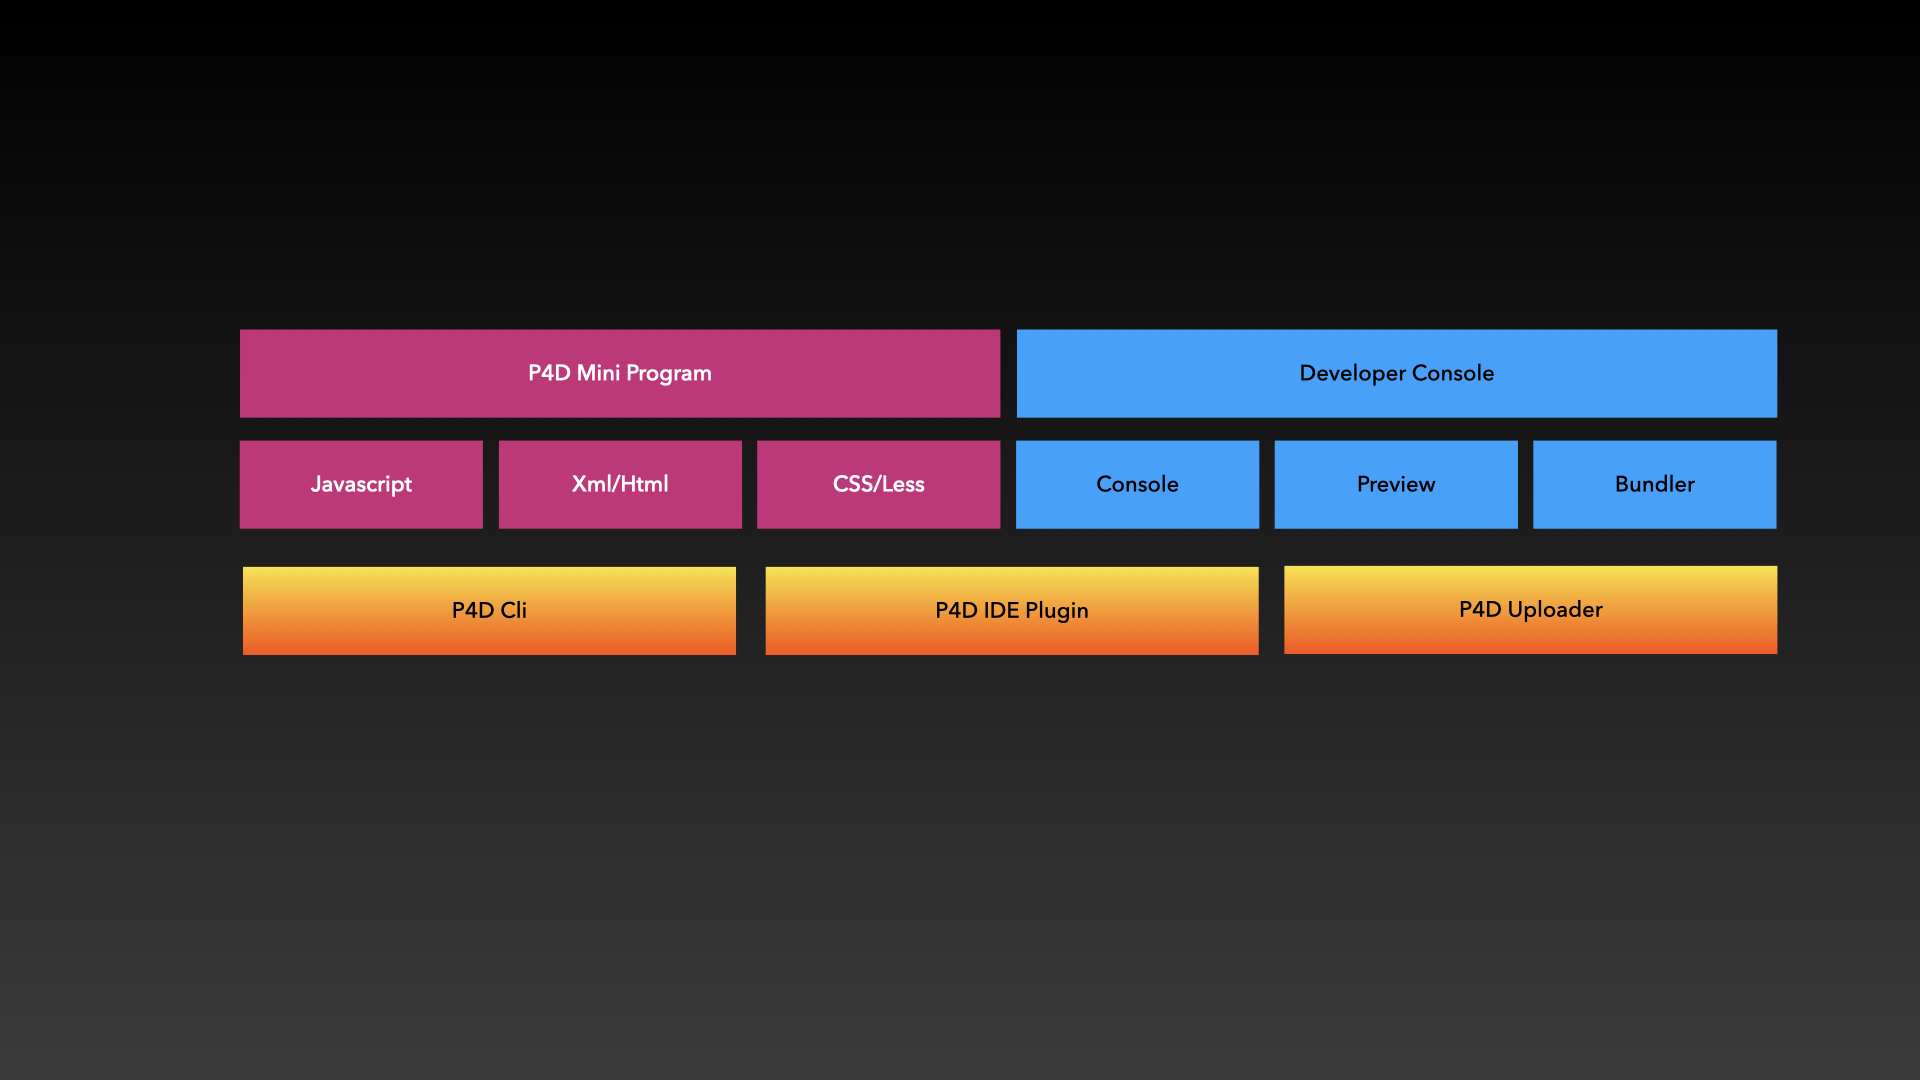 P4D Mini Program
Developer Console
Javascript
Xml/Html
CSS/Less
Console
Preview
Bundler
P4D Cli
P4D IDE Plugin
P4D Uploader